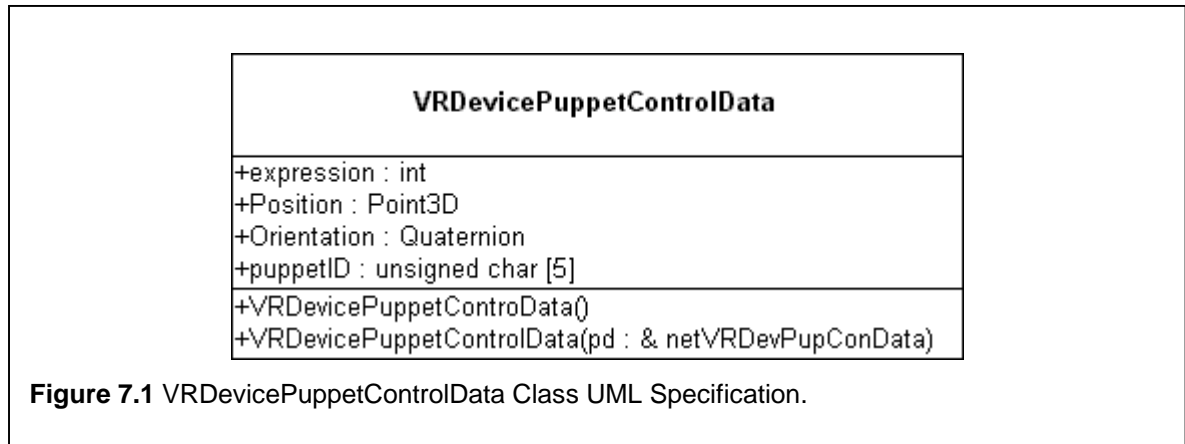 VRDevicePuppetControlData
+expression : int
+Position : Point3D
+Orientation : Quaternion
+puppetID : unsigned char [5]
+VRDevicePuppetControData()
+VRDevicePuppetControlData(pd : & netVRDevPupConData)
Figure 7.1 VRDevicePuppetControlData Class UML Specification.